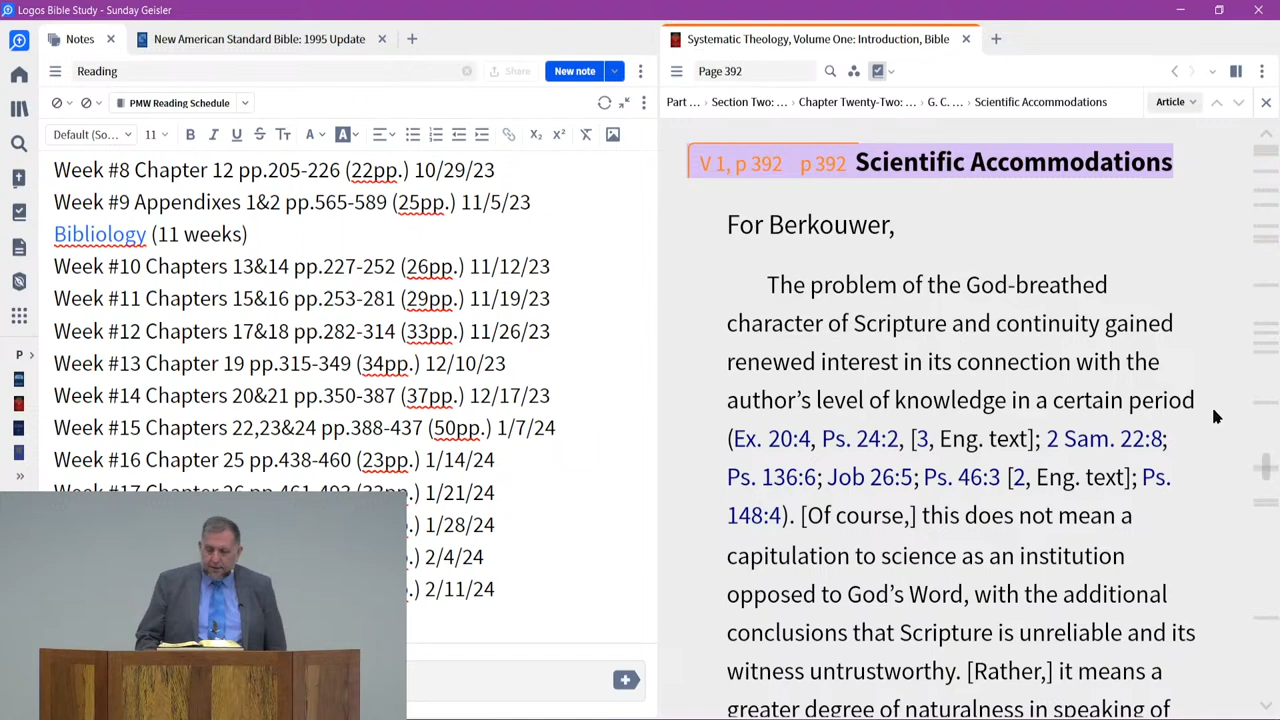 Logos Bible Study - Sunday Geisler
Notes
New American Standard Bible: 1995 Update
Reading
Share
New note
PMW Reading Schedule
Default (So...
11
B I U S Tт A A
X₂ X²
Week #8 Chapter 12 pp.205-226 (22pp.) 10/29/23
Week #9 Appendixes 1&2 pp.565-589 (25pp.) 11/5/23
Bibliology (11 weeks)
Week #10 Chapters 13&14 pp.227-252 (26pp.) 11/12/23
Week #11 Chapters 15&16 pp.253-281 (29pp.) 11/19/23
Week #12 Chapters 17&18 pp.282-314 (33pp.) 11/26/23
Week #13 Chapter 19 pp.315-349 (34pp.) 12/10/23
Week #14 Chapters 20&21 pp.350-387 (37pp.) 12/17/23
Week #15 Chapters 22,23&24 pp.388-437 (50pp.) 1/7/24
Week #16 Chapter 25 pp.438-460 (23pp.) 1/14/24
1/21/24
.) 1/28/24
.) 2/4/24
.) 2/11/24
P
Systematic Theology, Volume One: Introduction, Bible
Page 392
Part ... › Section Two: ... › Chapter Twenty-Two: ... › G. C. ... › Scientific Accommodations
Article
V 1, p 392 p 392 Scientific Accommodations
For Berkouwer,
The problem of the God-breathed
character of Scripture and continuity gained
renewed interest in its connection with the
author’s level of knowledge in a certain period
(Ex. 20:4, Ps. 24:2, [3, Eng. text]; 2 Sam. 22:8;
Ps. 136:6; Job 26:5; Ps. 46:3 [2, Eng. text]; Ps.
148:4). [Of course,] this does not mean a
capitulation to science as an institution
opposed to God’s Word, with the additional
conclusions that Scripture is unreliable and its
witness untrustworthy. [Rather,] it means a
greater degree of naturalness in speaking of